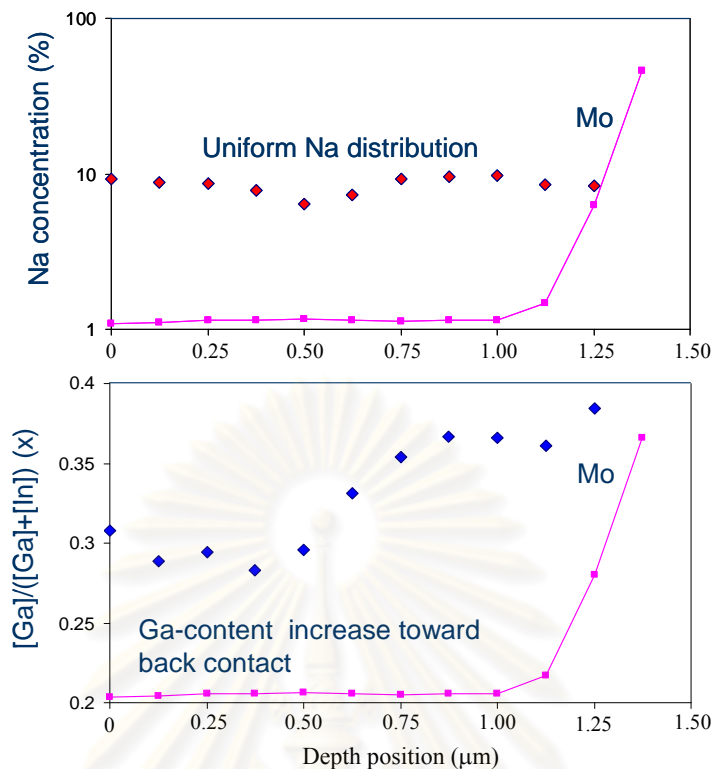 100
10
1
Na concentration (%)
Uniform Na distribution
Mo
0 0.25 0.50 0.75 1.00 1.25 1.50
0.4
0.35
0.3
0.25
0.2
[Ga]/([Ga]+[In]) (x)
Mo
Ga-content increase toward
back contact
0 0.25 0.50 0.75 1.00 1.25 1.50
Depth position (μm)